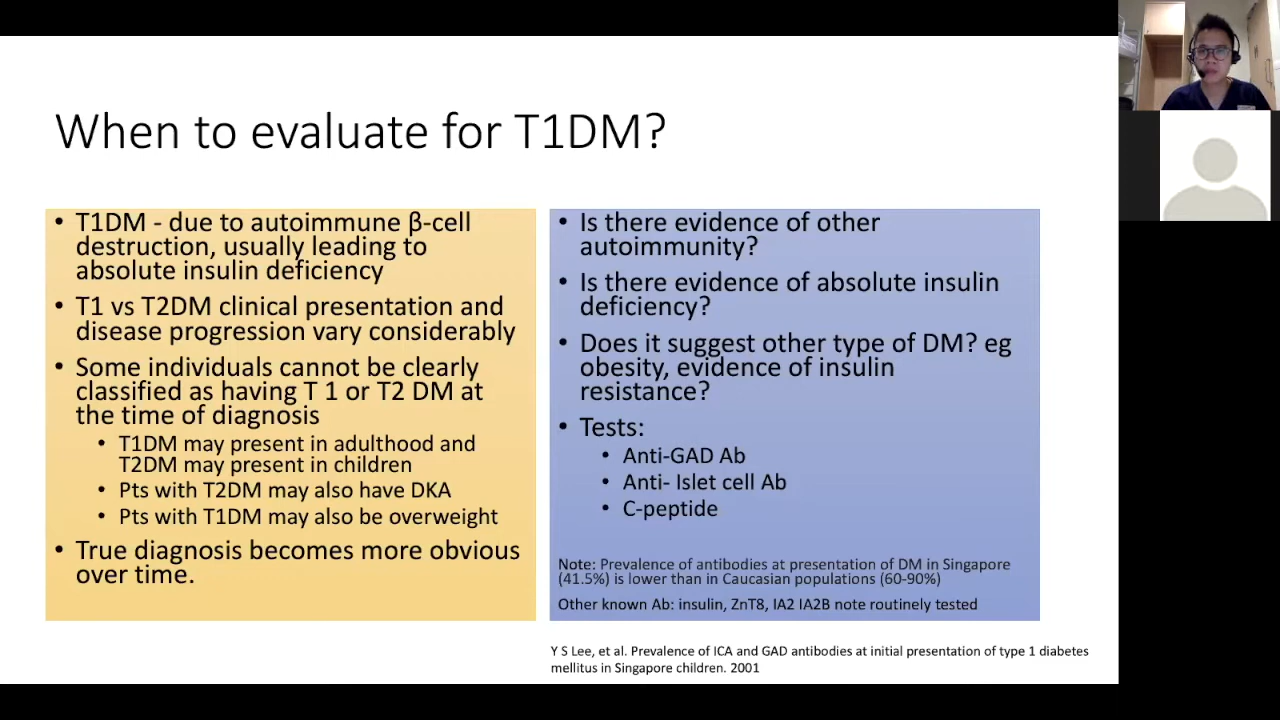 When to evaluate for T1DM?
• T1DM - due to autoimmune β-cell
destruction, usually leading to
absolute insulin deficiency
• T1 vs T2DM clinical presentation and
disease progression vary considerably
• Some individuals cannot be clearly
classified as having T 1 or T2 DM at
the time of diagnosis
• T1DM may present in adulthood and
T2DM may present in children
• Pts with T2DM may also have DKA
• Pts with T1DM may also be overweight
• True diagnosis becomes more obvious
over time.
• Is there evidence of other
autoimmunity?
• Is there evidence of absolute insulin
deficiency?
• Does it suggest other type of DM? eg
obesity, evidence of insulin
resistance?
• Tests:
• Anti-GAD Ab
• Anti- Islet cell Ab
• C-peptide
Note: Prevalence of antibodies at presentation of DM in Singapore
(41.5%) is lower than in Caucasian populations (60-90%)
Other known Ab: insulin, ZnT8, IA2 IA2B note routinely tested
Y S Lee, et al. Prevalence of ICA and GAD antibodies at initial presentation of type 1 diabetes
mellitus in Singapore children. 2001